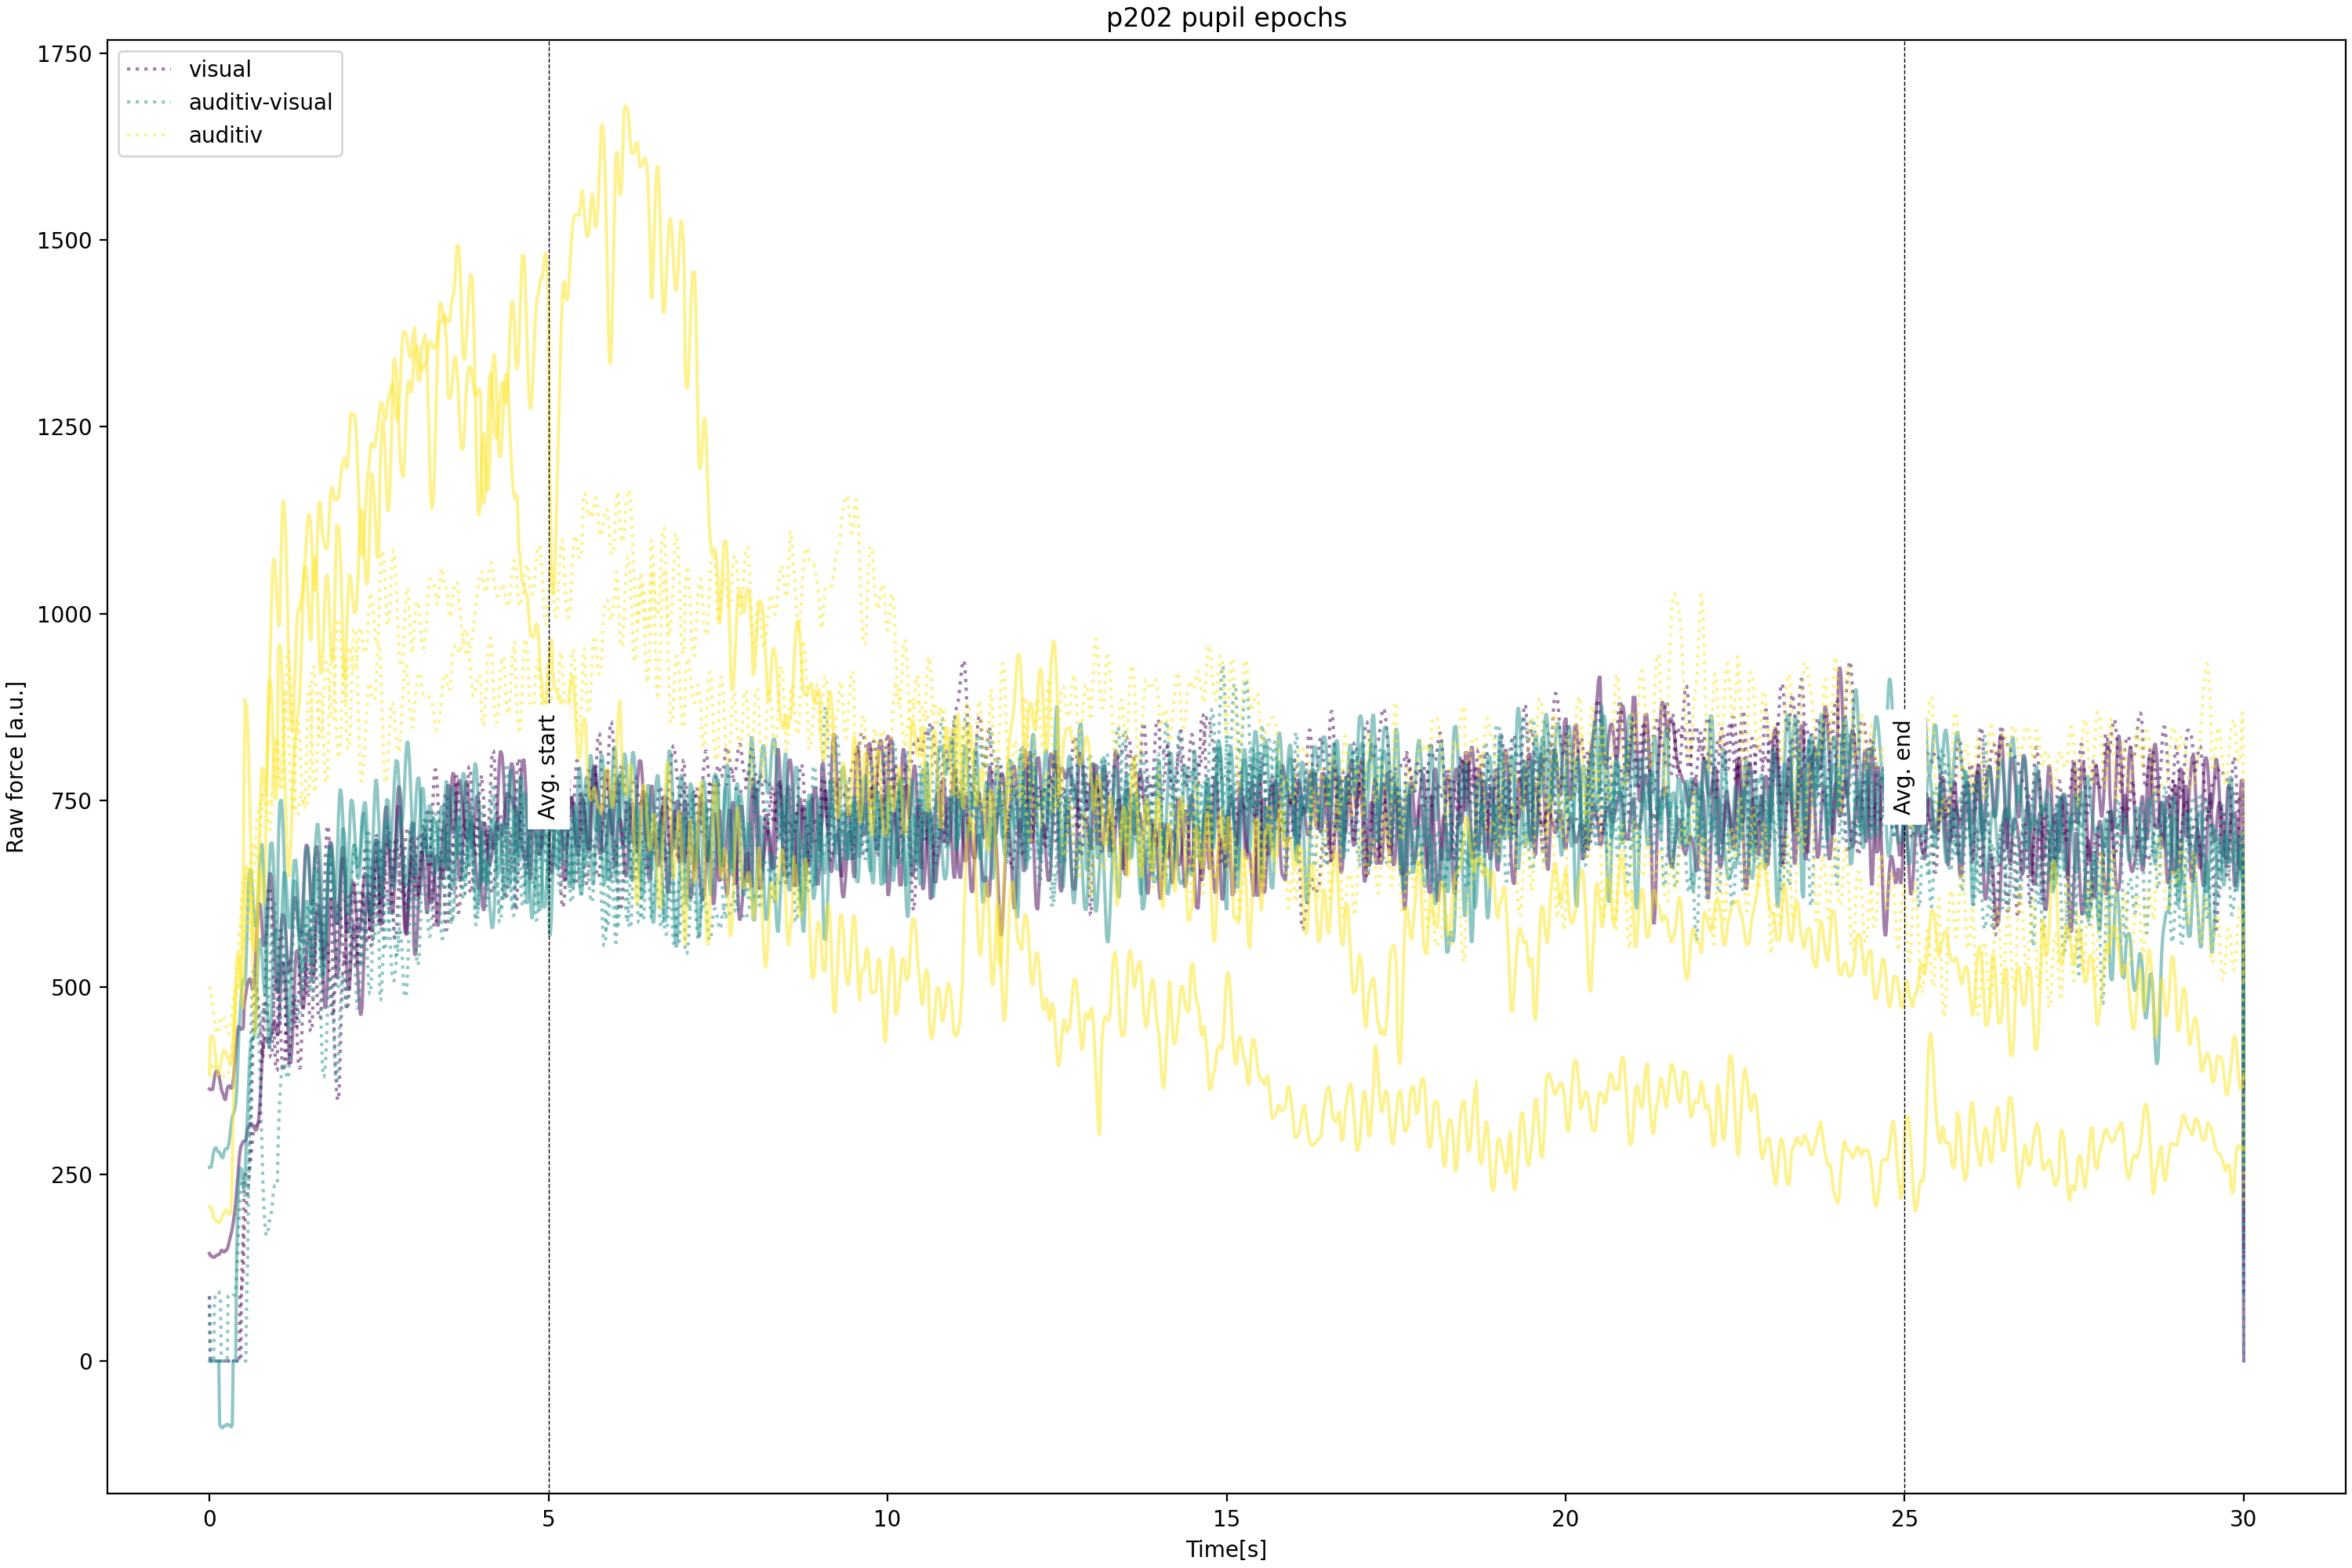 p202 pupil epochs
visual
auditiv-visual
auditiv
Raw force [a.u.]
1750
1500
1250
1000
750
500
250
0
Avg. start
Avg. end
0 5 10 15 20 25 30
Time[s]